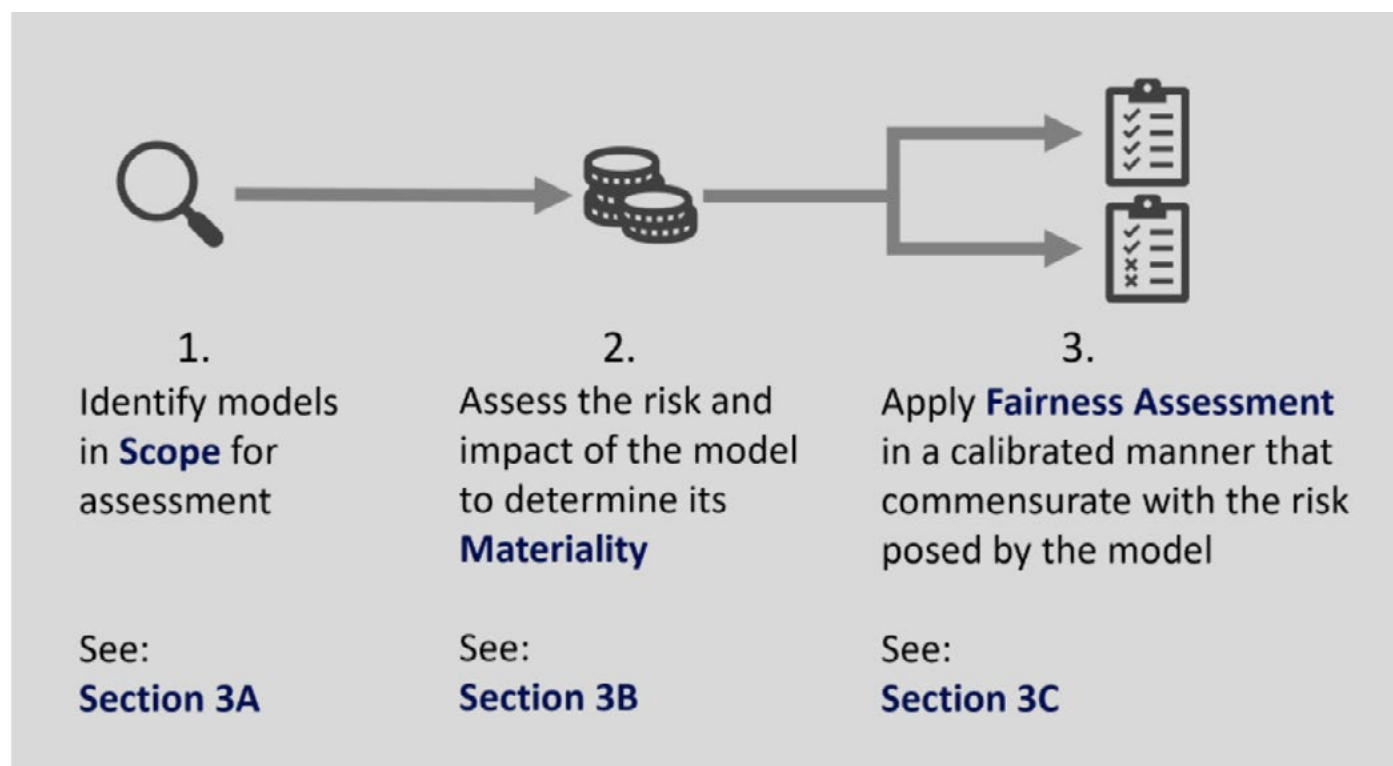 1.
Identify models
in Scope for
assessment
See:
Section 3A
2.
Assess the risk and
impact of the model
to determine its
Materiality
See:
Section 3B
3.
Apply Fairness Assessment
in a calibrated manner that
commensurate with the risk
posed by the model
See:
Section 3C